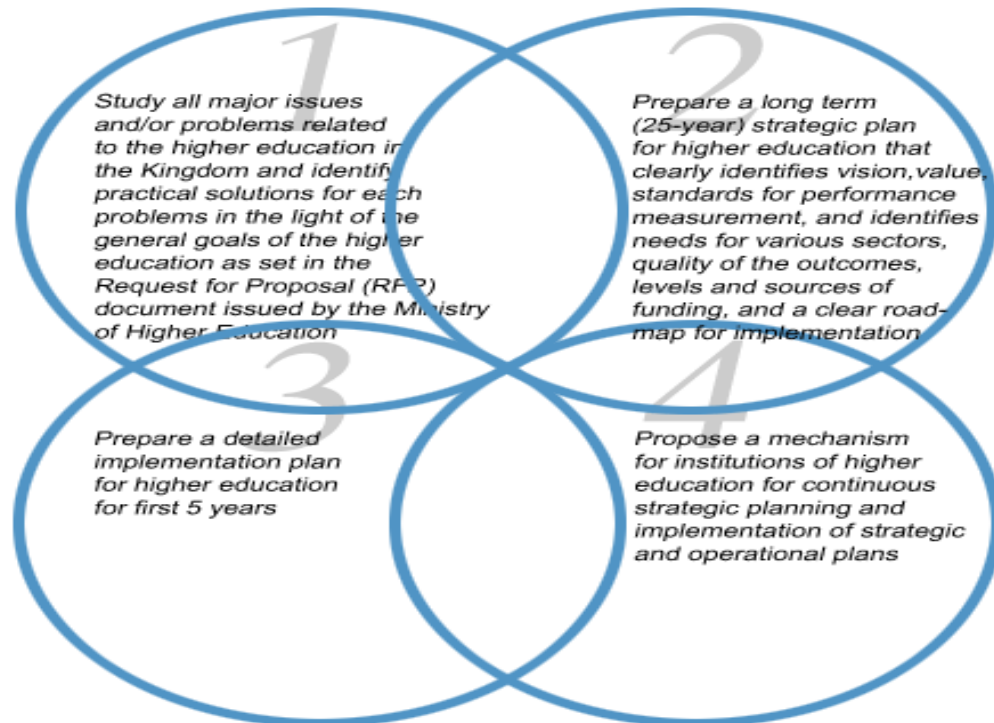 1
Study all major issues
and/or problems related
to the higher education in
the Kingdom and identify
practical solutions for each
problems in the light of the
general goals of the higher
education as set in the
Request for Proposal (RFP)
document issued by the Ministry
of Higher Education
2
Prepare a long term
(25-year) strategic plan
for higher education that
clearly identifies vision,value,
standards for performance
measurement, and identifies
needs for various sectors,
quality of the outcomes,
levels and sources of
funding, and a clear road-
map for implementation
3
Prepare a detailed
implementation plan
for higher education
for first 5 years
4
Propose a mechanism
for institutions of higher
education for continuous
strategic planning and
implementation of strategic
and operational plans